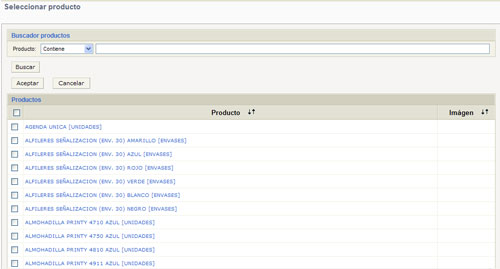 Seleccionar producto
Buscador productos
Producto: Contiene
Buscar
Aceptar Cancelar
Productos
Producto Imágen
AGENDA UNICA [UNIDADES]
ALFILERES SEÑALIZACION (ENV. 30) AMARILLO [ENVASES]
ALFILERES SEÑALIZACION (ENV. 30) AZUL [ENVASES]
ALFILERES SEÑALIZACION (ENV. 30) ROJO [ENVASES]
ALFILERES SEÑALIZACION (ENV. 30) VERDE [ENVASES]
ALFILERES SEÑALIZACION (ENV. 30) BLANCO [ENVASES]
ALFILERES SEÑALIZACION (ENV. 30) NEGRO [ENVASES]
ALMOHADILLA PRINTY 4710 AZUL [UNIDADES]
ALMOHADILLA PRINTY 4750 AZUL [UNIDADES]
ALMOHADILLA PRINTY 4810 AZUL [UNIDADES]
ALMOHADILLA PRINTY 4911 AZUL [UNIDADES]